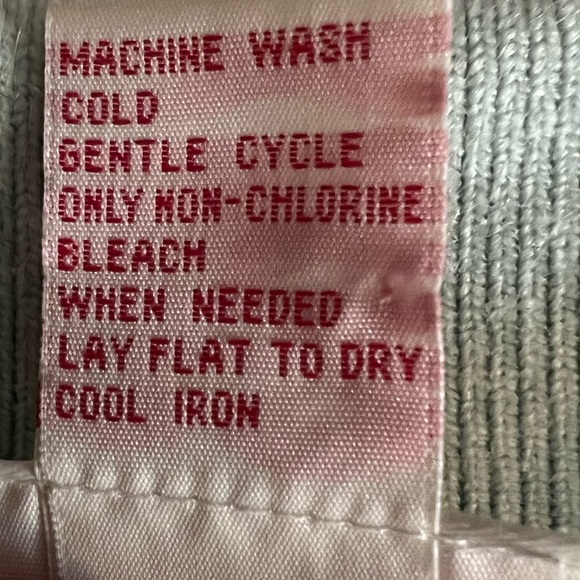 MACHINE WASH
COLD
GENTLE CYCLE
ONLY NON-CHLORINE
BLEACH
WHEN NEEDED
LAY FLAT TO DRY
COOL IRON